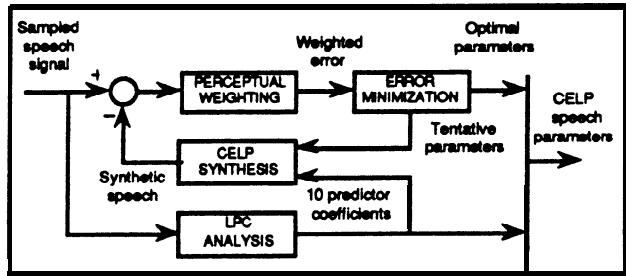 Sampled
speech
signal
+
−
PERCEPTUAL
WEIGHTING
Weighted
error
ERROR
MINIMIZATION
Optimal
parameters
CELP
speech
parameters
Tentative
parameters
CELP
SYNTHESIS
Synthetic
speech
10 predictor
coefficients
LPC
ANALYSIS